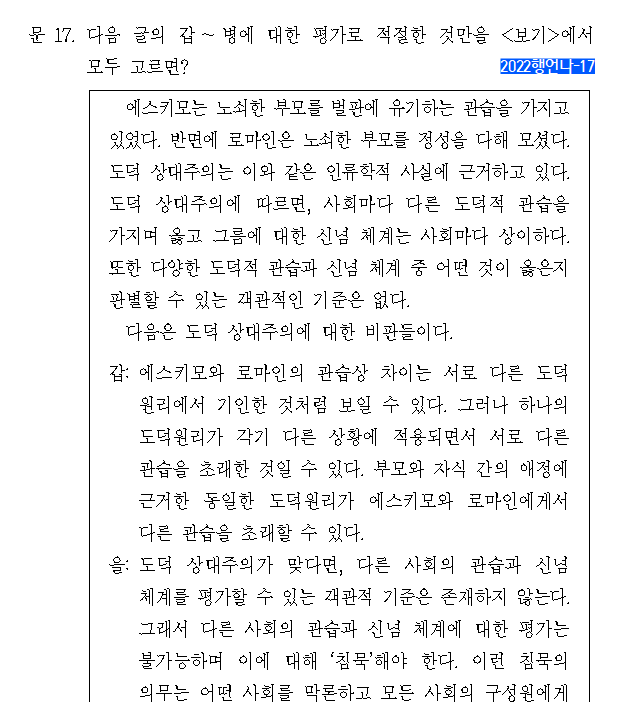 문 17. 다음 글의 갑 ~ 병에 대한 평가로 적절한 것만을 <보기>에서
모두 고르면?
2022행언나-17
에스키모는 노쇠한 부모를 벌판에 유기하는 관습을 가지고
있었다. 반면에 로마인은 노쇠한 부모를 정성을 다해 모셨다.
도덕 상대주의는 이와 같은 인류학적 사실에 근거하고 있다.
도덕 상대주의에 따르면, 사회마다 다른 도덕적 관습을
가지며 옳고 그름에 대한 신념 체계는 사회마다 상이하다.
또한 다양한 도덕적 관습과 신념 체계 중 어떤 것이 옳은지
판별할 수 있는 객관적인 기준은 없다.
다음은 도덕 상대주의에 대한 비판들이다.
갑: 에스키모와 로마인의 관습상 차이는 서로 다른 도덕
원리에서 기인한 것처럼 보일 수 있다. 그러나 하나의
도덕원리가 각기 다른 상황에 적용되면서 서로 다른
관습을 초래한 것일 수 있다. 부모와 자식 간의 애정에
근거한 동일한 도덕원리가 에스키모와 로마인에게서
다른 관습을 초래할 수 있다.
을: 도덕 상대주의가 맞다면, 다른 사회의 관습과 신념
체계를 평가할 수 있는 객관적 기준은 존재하지 않는다.
그래서 다른 사회의 관습과 신념 체계에 대한 평가는
불가능하며 이에 대해 '침묵'해야 한다. 이런 침묵의
의무는 어떤 사회를 막론하고 모든 사회의 구성원에게